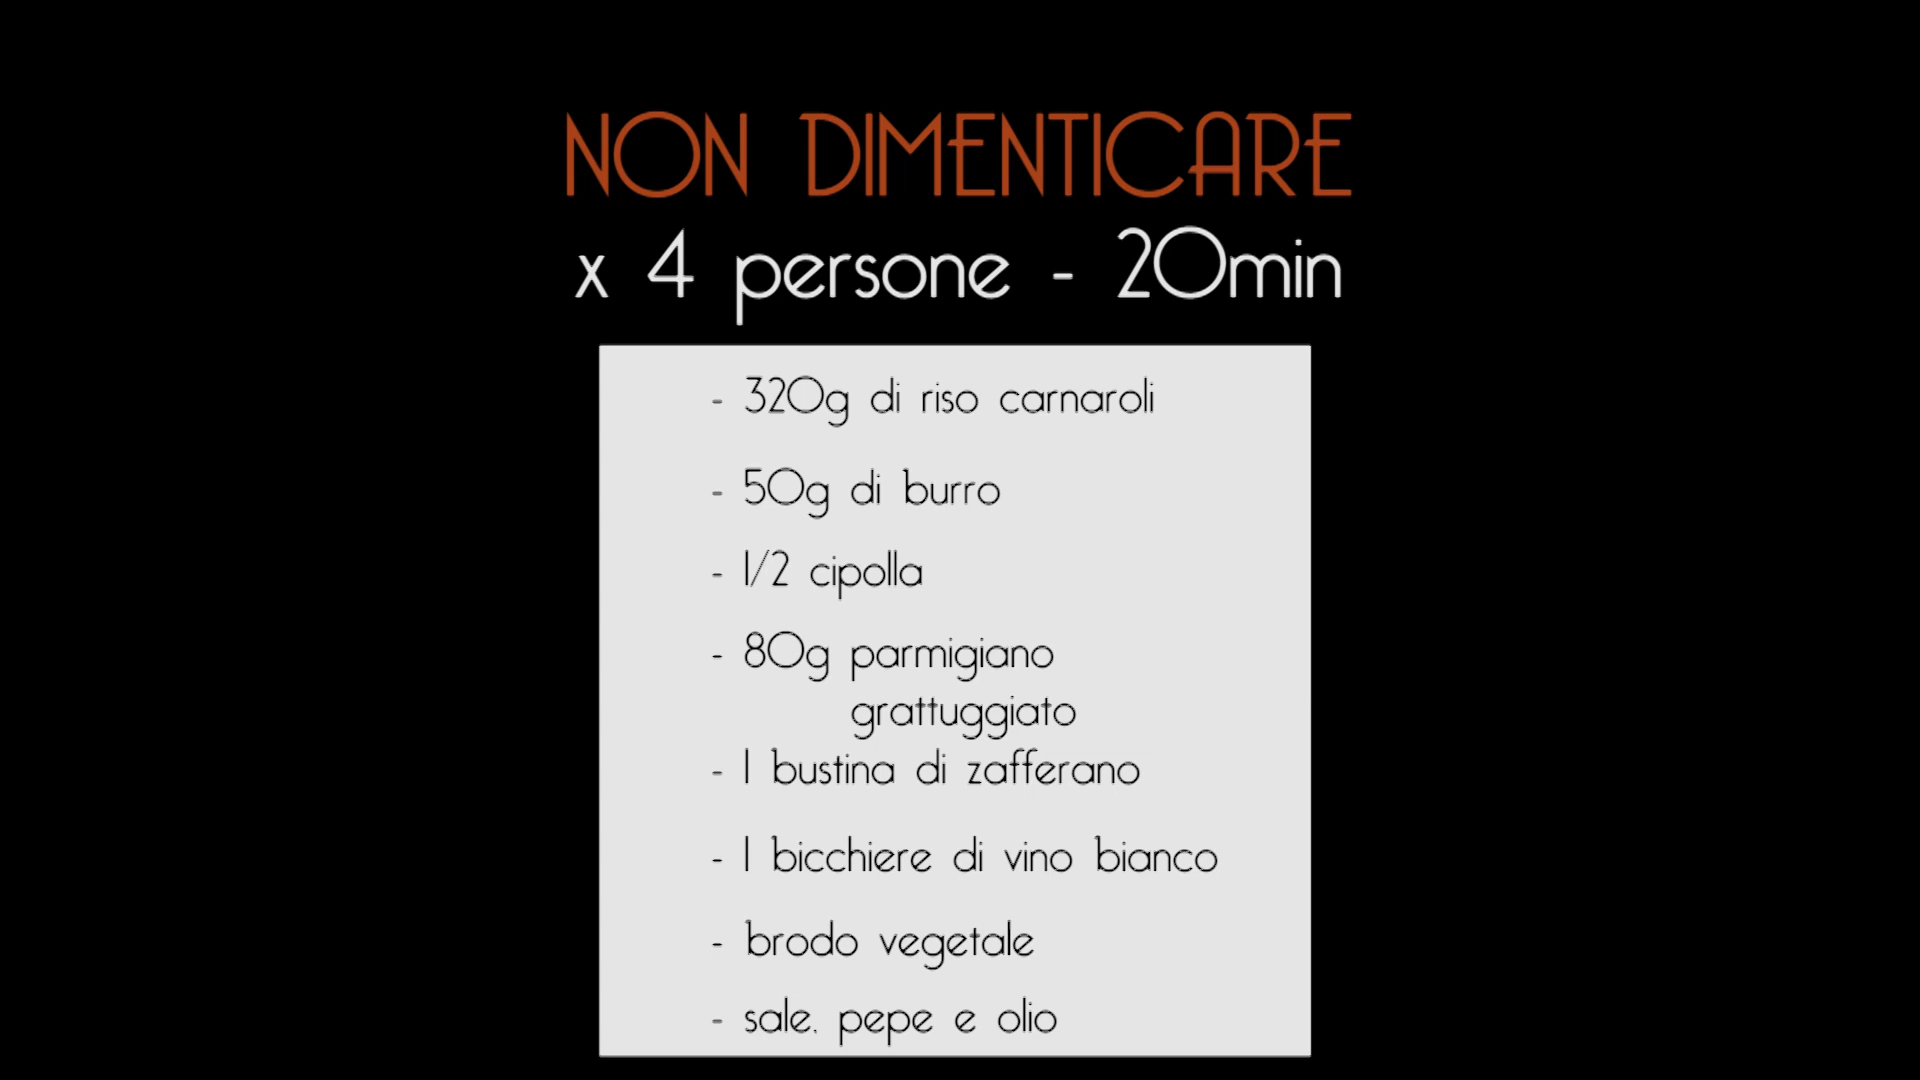 NON DIMENTICARE
x 4 persone - 20min
- 320g di riso carnaroli
- 50g di burro
- 1/2 cipolla
- 80g parmigiano
grattuggiato
- 1 bustina di zafferano
- 1 bicchiere di vino bianco
- brodo vegetale
- sale, pepe e olio